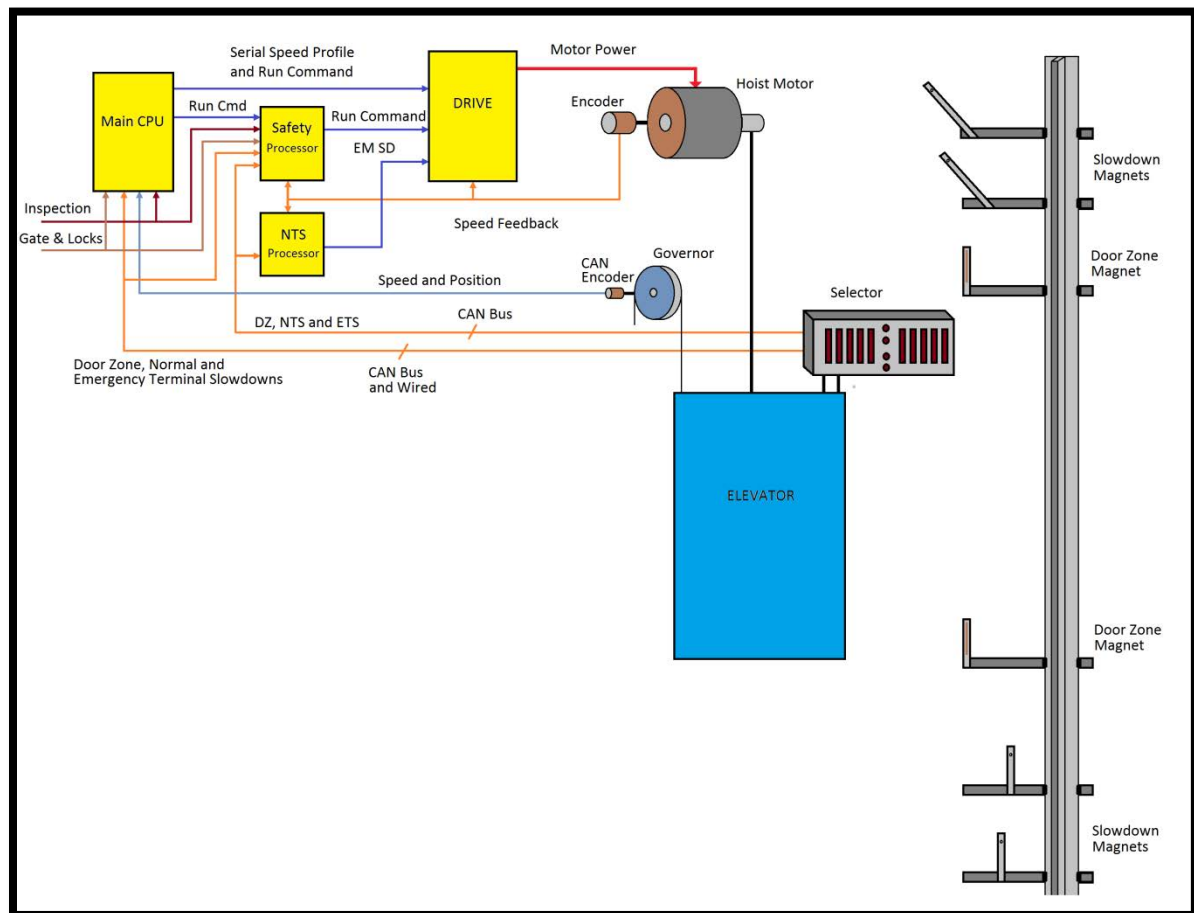 Serial Speed Profile
and Run Command
Motor Power
Hoist Motor
Encoder
DRIVE
Main CPU
Run Cmd
Safety
Processor
Run Command
EM SD
Slowdown
Magnets
Inspection
Gate & Locks
NTS
Processor
Speed Feedback
Speed and Position
CAN
Encoder
Governor
Door Zone
Magnet
Selector
DZ, NTS and ETS
CAN Bus
Door Zone, Normal and
Emergency Terminal Slowdowns
CAN Bus
and Wired
ELEVATOR
Door Zone
Magnet
Slowdown
Magnets